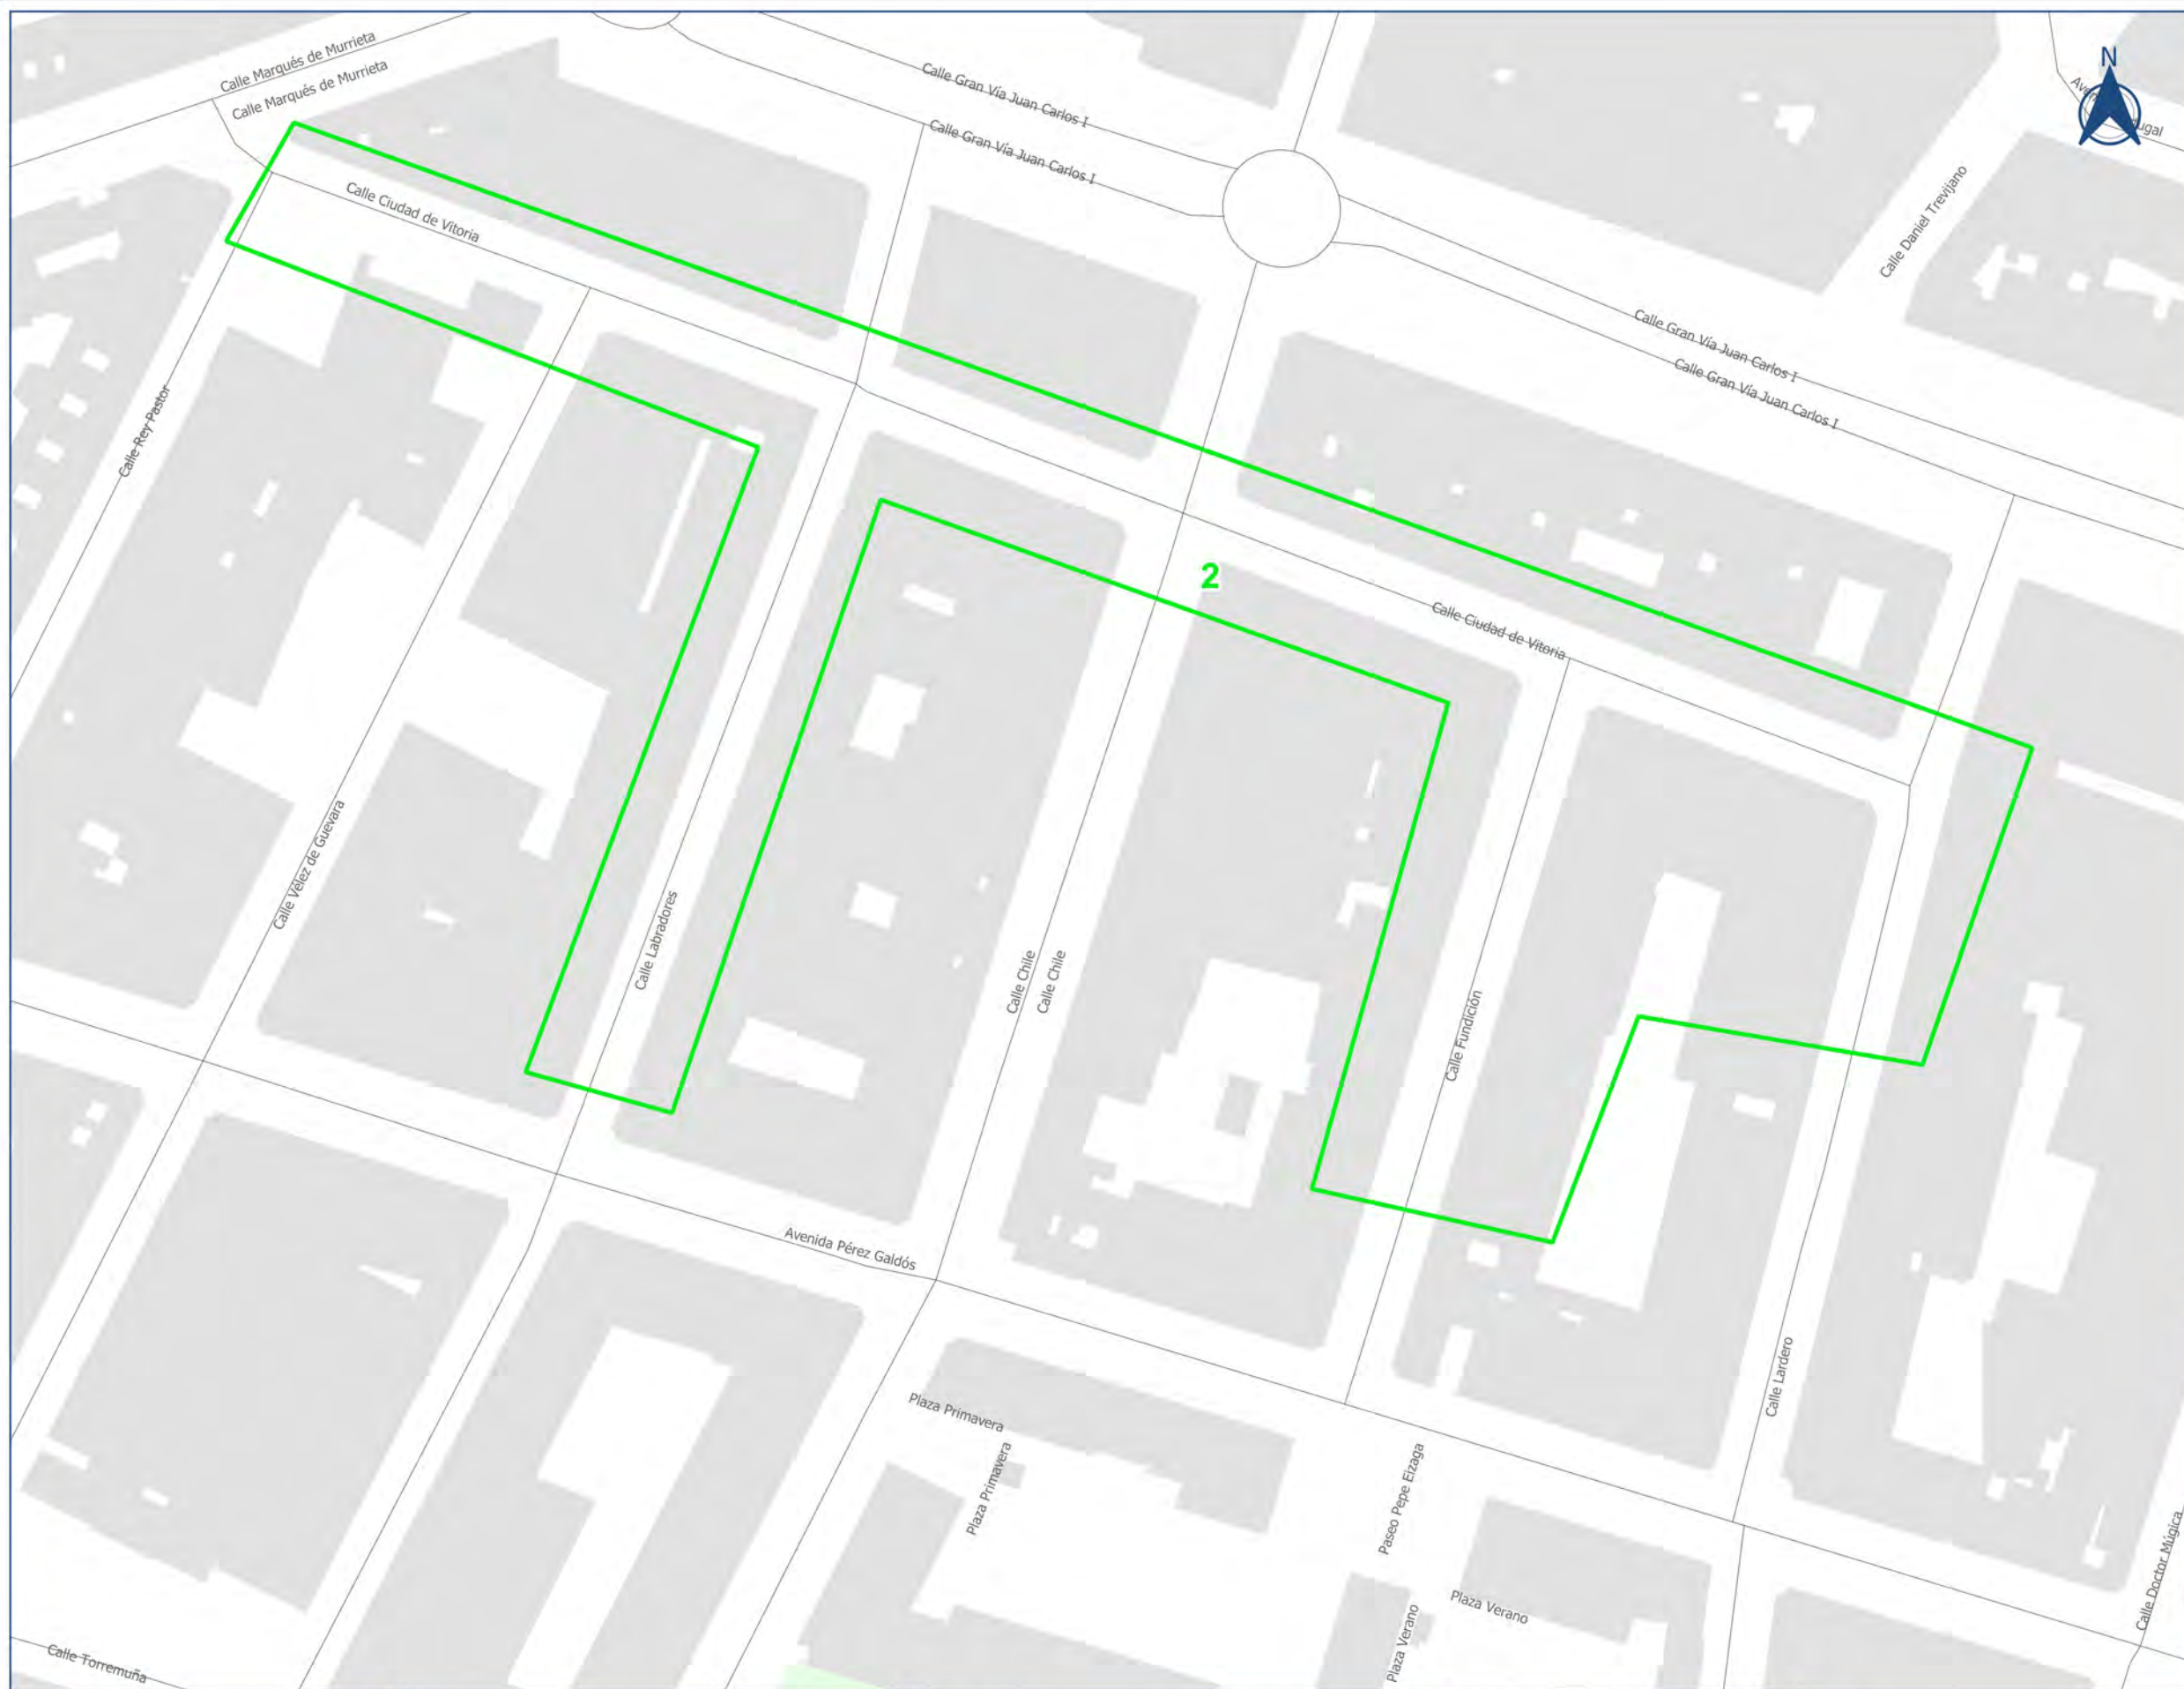 Calle Marqués de Murrieta
Calle Marqués de Murrieta
Calle Gran Vía Juan Carlos I
Calle Gran Vía Juan Carlos I
N
Calle Daniel Trevijano
Calle Ciudad de Vitoria
Calle Gran Vía Juan Carlos I
Calle Gran Vía Juan Carlos I
Calle Rey Pastor
2
Calle Ciudad de Vitoria
Calle Vélez de Guevara
Calle Labradores
Calle Chile
Calle Chile
Calle Fundición
Avenida Pérez Galdós
Calle Lardero
Plaza Primavera
Plaza Primavera
Paseo Pepe Eizaga
Calle Doctor Múgica
Plaza Verano
Plaza Verano
Calle Torremuña